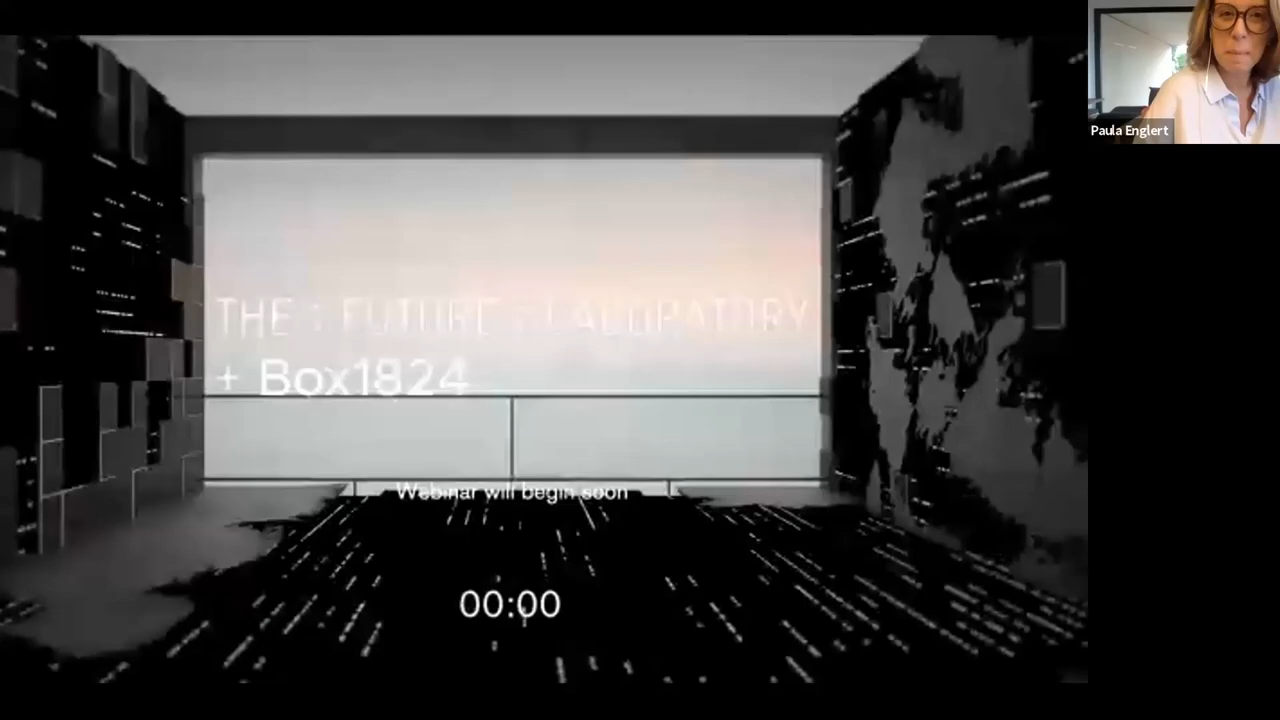 THE : FUTURE : LABORATORY
+ Box1824
Webinar will begin soon
00:00
Paula Englert